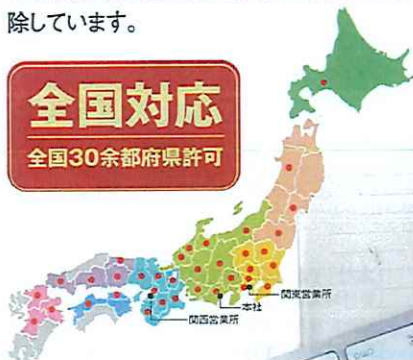 除しています。
全国対応
全国30余都府県許可
関東営業所
本社
関西営業所